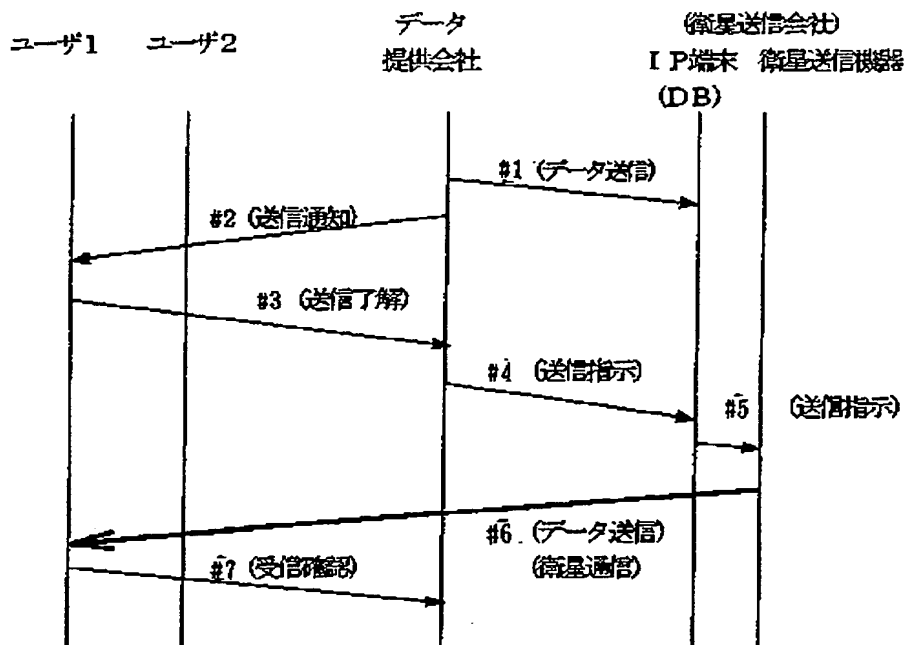 ユーザ1
ユーザ2
データ
提供会社
(衛星送信会社)
IP端末
(DB)
衛星送信機器
#1 (データ送信)
#2 (送信通知)
#3 (送信了解)
#4 (送信指示)
#5 (送信指示)
#6. (データ送信)
(衛星通信)
#7 (受信確認)